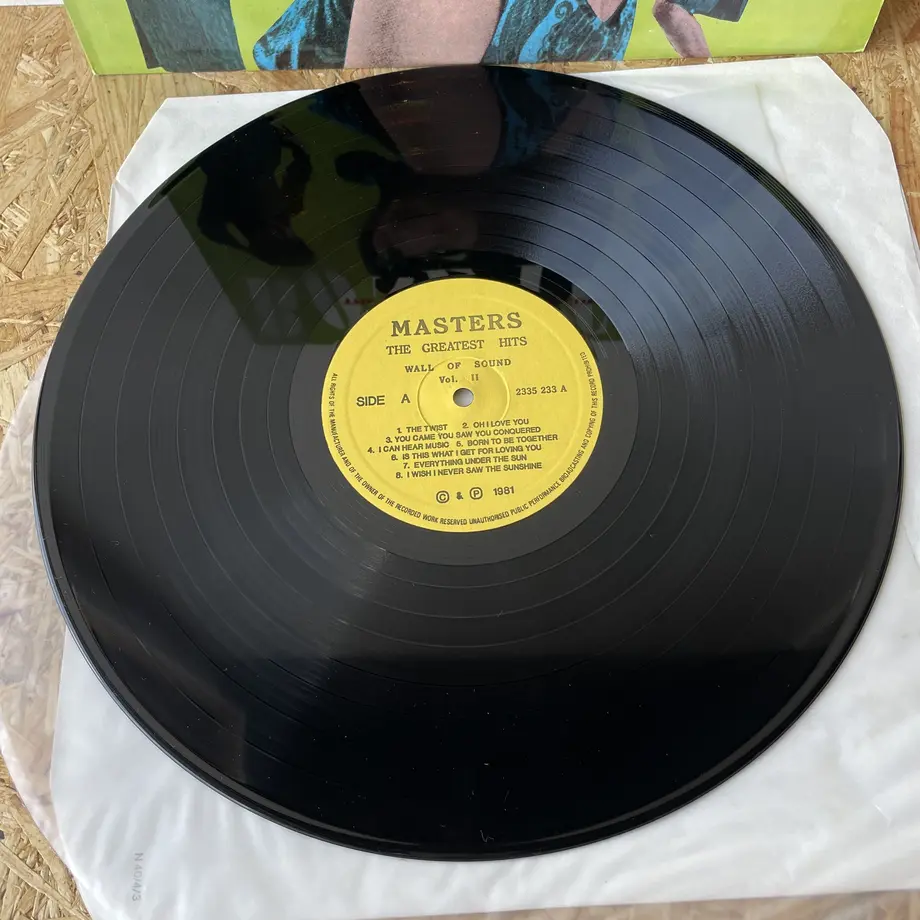 MASTERS
THE GREATEST HITS
WALL OF SOUND
Vol. II
SIDE A
2335 233 A
1. THE TWIST 2. OH I LOVE YOU
3. YOU CAME YOU SAW YOU CONQUERED
4. I CAN HEAR MUSIC 5. BORN TO BE TOGETHER
6. IS THIS WHAT I GET FOR LOVING YOU
7. EVERYTHING UNDER THE SUN
8. I WISH I NEVER SAW THE SUNSHINE
© & ℗ 1981
ALL RIGHTS OF THE MANUFACTURER AND OF THE OWNER OF THE RECORDED WORK RESERVED UNAUTHORISED PUBLIC PERFORMANCE BROADCASTING AND COPYING OF THIS RECORD PROHIBITED